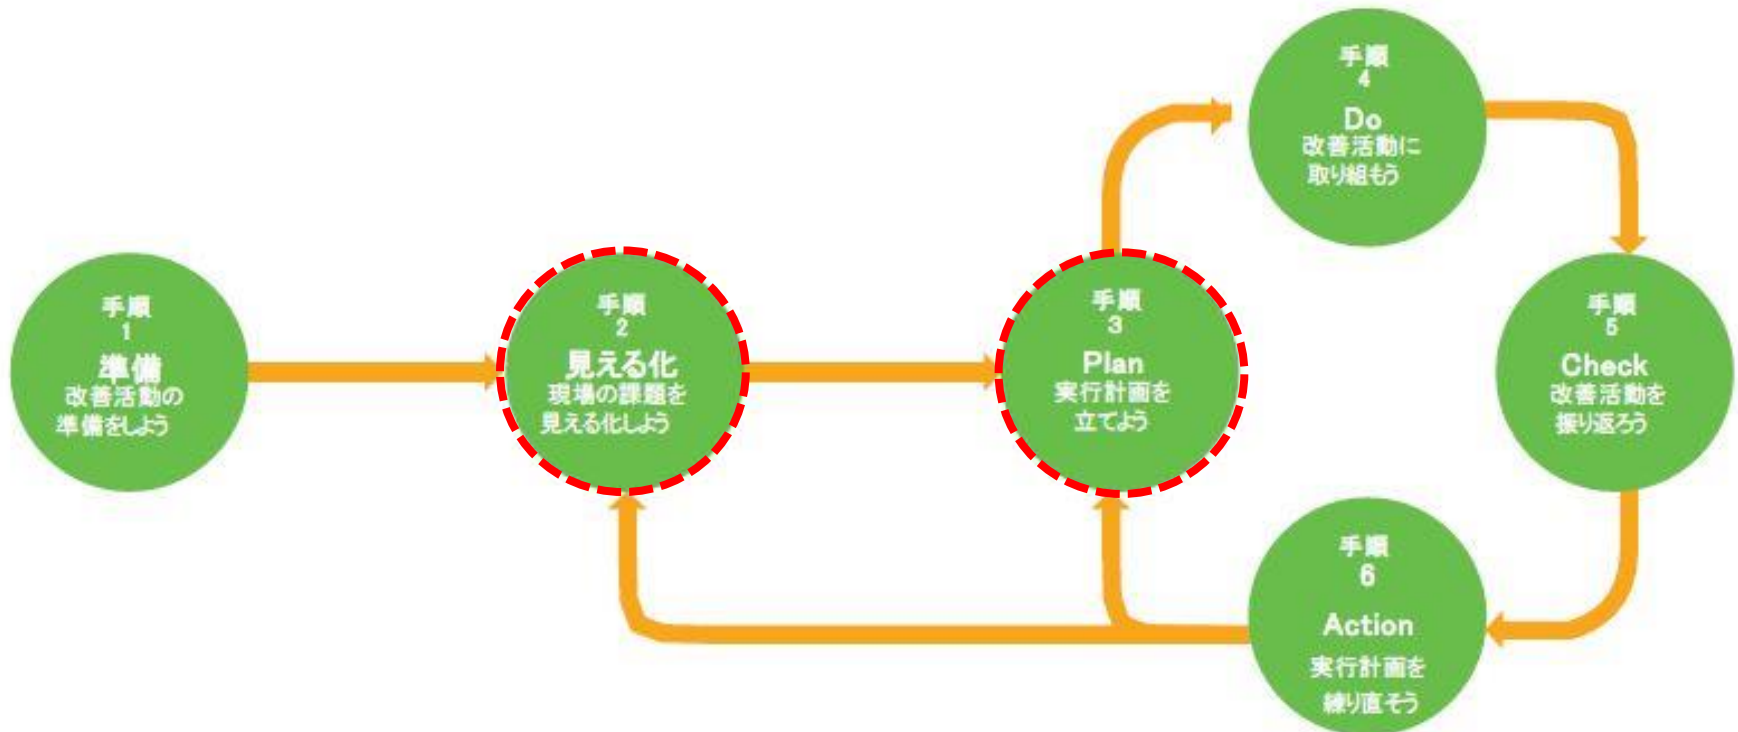 手順
1
準備
改善活動の
準備をしよう
手順
2
見える化
現場の課題を
見える化しよう
手順
3
Plan
実行計画を
立てよう
手順
4
Do
改善活動に
取り組もう
手順
5
Check
改善活動を
振り返ろう
手順
6
Action
実行計画を
練り直そう